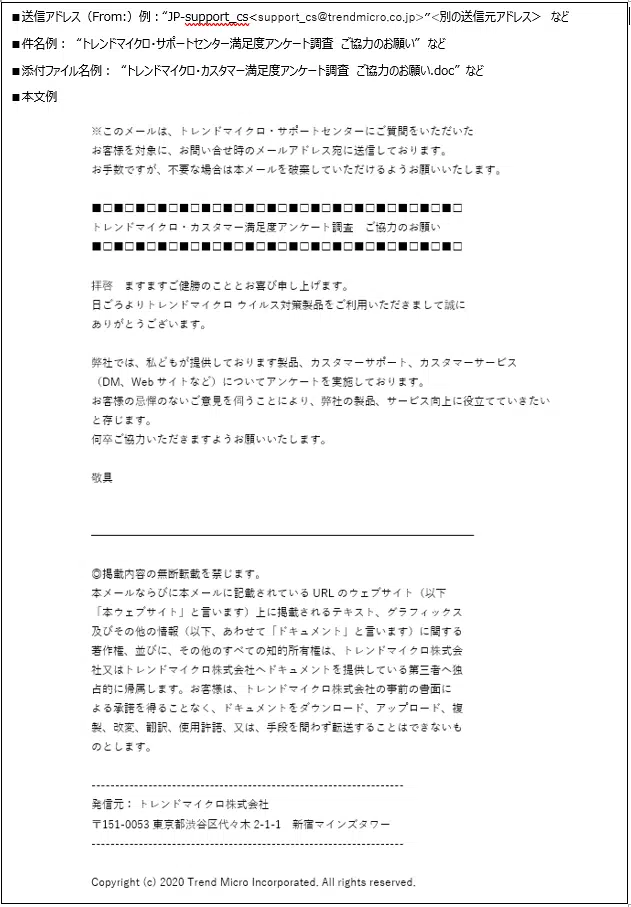 ■送信アドレス（From:）例：“JP-support_cs<support_cs@trendmicro.co.jp>”<別の送信元アドレス>　など
■件名例： “トレンドマイクロ・サポートセンター満足度アンケート調査 ご協力のお願い” など
■添付ファイル名例： “トレンドマイクロ・カスタマー満足度アンケート調査 ご協力のお願い.doc” など
■本文例
※このメールは、トレンドマイクロ・サポートセンターにご質問をいただいた
お客様を対象に、お問い合せ時のメールアドレス宛に送信しております。
お手数ですが、不要な場合は本メールを破棄していただけるようお願いいたします。
■□■□■□■□■□■□■□■□■□■□■□■□■□■□■□■□■□
トレンドマイクロ・カスタマー満足度アンケート調査　ご協力のお願い
■□■□■□■□■□■□■□■□■□■□■□■□■□■□■□■□■□
拝啓　ますますご健勝のこととお喜び申し上げます。
日ごろよりトレンドマイクロ ウイルス対策製品をご利用いただきまして誠に
ありがとうございます。
弊社では、私どもが提供しております製品、カスタマーサポート、カスタマーサービス
（DM、Web サイトなど）についてアンケートを実施しております。
お客様の忌憚のないご意見を伺うことにより、弊社の製品、サービス向上に役立てていきたい
と存じます。
何卒ご協力いただきますようお願いいたします。
敬具
◎掲載内容の無断転載を禁じます。
本メールならびに本メールに記載されている URL のウェブサイト（以下
「本ウェブサイト」と言います）上に掲載されるテキスト、グラフィックス
及びその他の情報（以下、あわせて「ドキュメント」と言います）に関する
著作権、並びに、その他のすべての知的所有権は、トレンドマイクロ株式会
社又はトレンドマイクロ株式会社へドキュメントを提供している第三者へ独
占的に帰属します。お客様は、トレンドマイクロ株式会社の事前の書面に
よる承諾を得ることなく、ドキュメントをダウンロード、アップロード、複
製、改変、翻訳、使用許諾、又は、手段を問わず転送することはできないも
のとします。
-----------------------------------------------------------------
発信元： トレンドマイクロ株式会社
〒151-0053 東京都渋谷区代々木 2-1-1　新宿マインズタワー
-----------------------------------------------------------------
Copyright (c) 2020 Trend Micro Incorporated. All rights reserved.